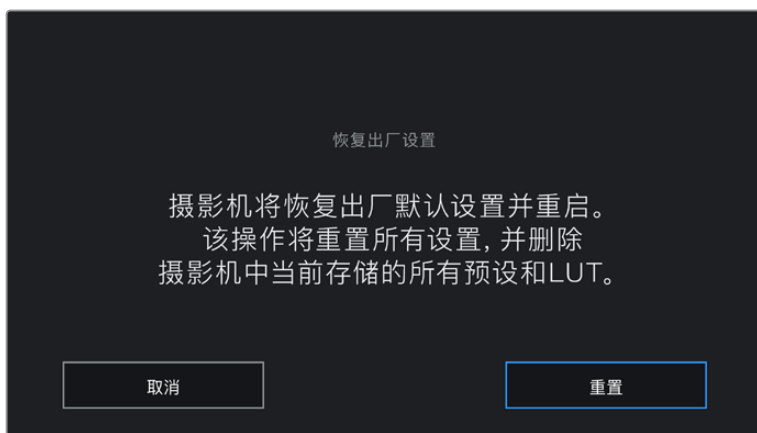 恢复出厂设置
摄影机将恢复出厂默认设置并重启。
该操作将重置所有设置，并删除
摄影机中当前存储的所有预设和LUT。
取消
重置